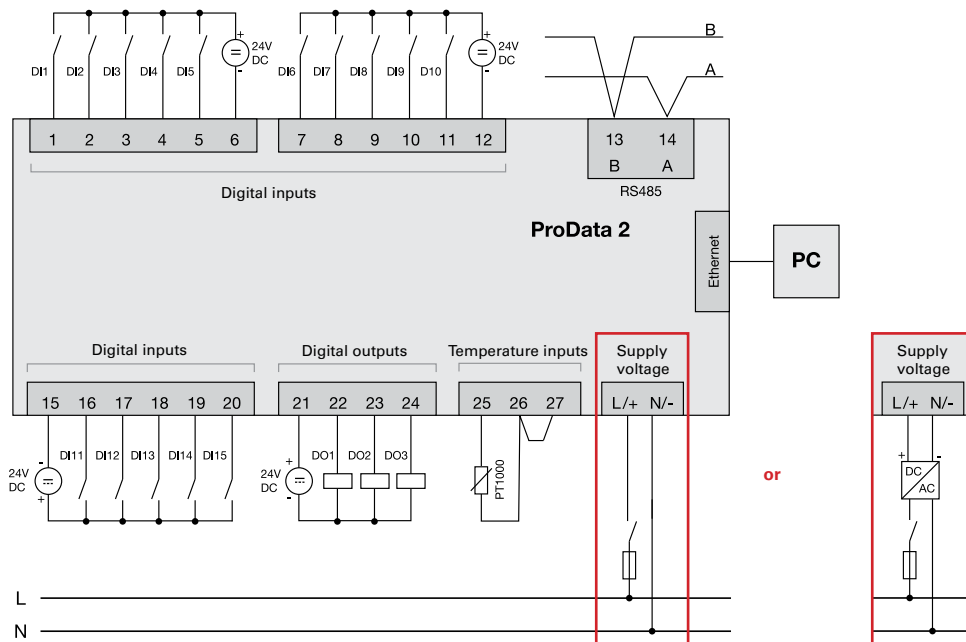 B
A
24V
DC
24V
DC
DI1 DI2 DI3 DI4 DI5
DI6 DI7 DI8 DI9 D10
1 2 3 4 5 6
7 8 9 10 11 12
13 14
B A
RS485
Digital inputs
ProData 2
Ethernet
PC
Digital inputs
Digital outputs
Temperature inputs
Supply
voltage
Supply
voltage
15 16 17 18 19 20
21 22 23 24
25 26 27
L/+ N/-
L/+ N/-
24V
DC
DI11 DI12 DI13 DI14 DI15
24V
DC
DO1 DO2 DO3
PT1000
or
DC
AC
L
N